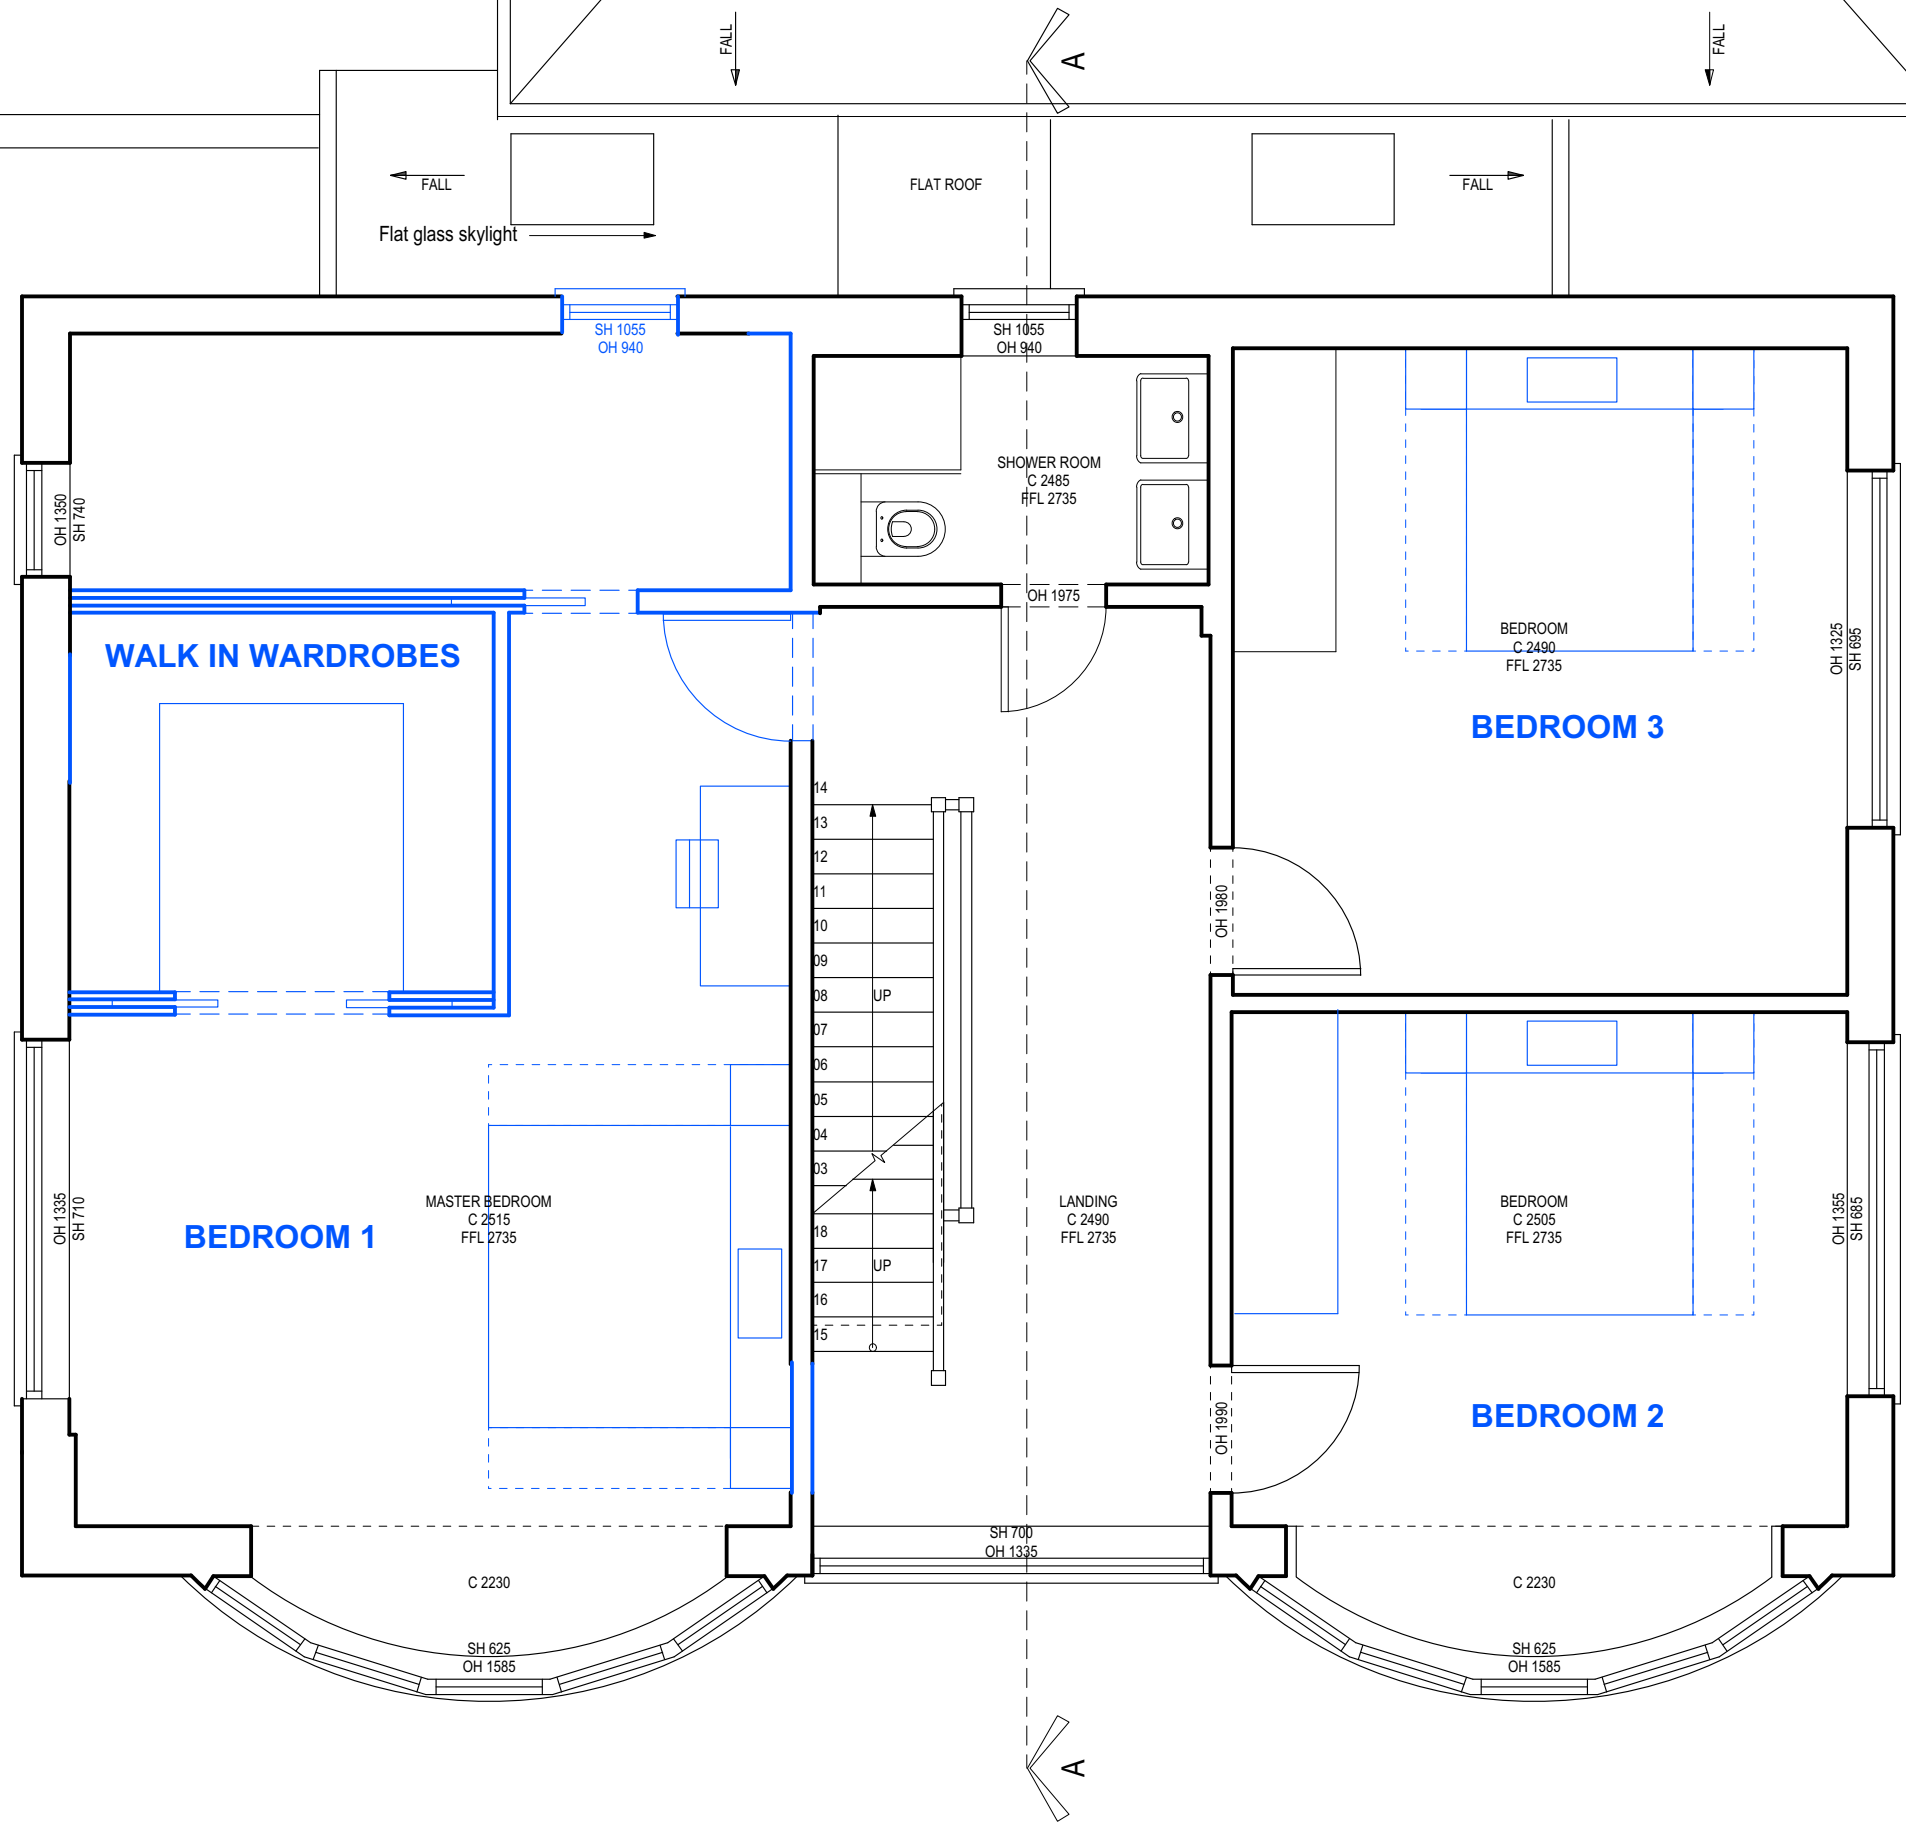 FALL
A
FALL
FALL
FLAT ROOF
FALL
Flat glass skylight
SH 1055
OH 940
SH 1055
OH 940
SHOWER ROOM
C 2485
FFL 2735
OH 1350
SH 740
OH 1975
WALK IN WARDROBES
BEDROOM
C 2490
FFL 2735
OH 1325
SH 695
BEDROOM 3
14
13
12
11
10
09
08
UP
07
06
05
04
03
18
17
UP
16
15
OH 1980
MASTER BEDROOM
C 2515
FFL 2735
BEDROOM 1
OH 1335
SH 710
LANDING
C 2490
FFL 2735
BEDROOM
C 2505
FFL 2735
OH 1355
SH 685
BEDROOM 2
OH 1990
SH 700
OH 1335
C 2230
C 2230
SH 625
OH 1585
SH 625
OH 1585
A